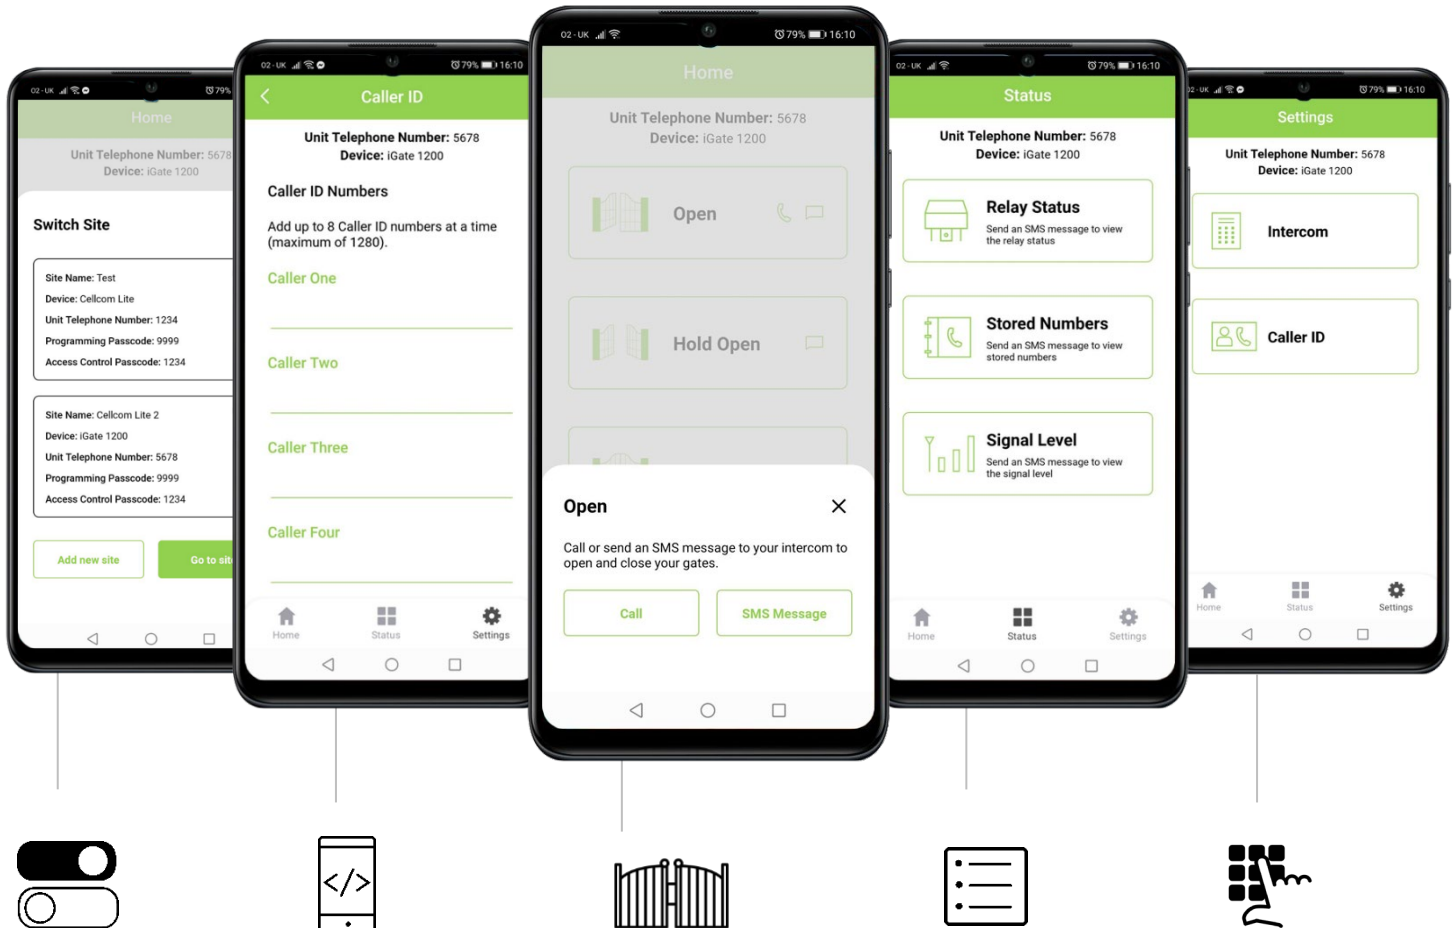 O2-UK 79%
Home
Unit Telephone Number: 5678
Device: iGate 1200
Switch Site
Site Name: Test
Device: Cellcom Lite
Unit Telephone Number: 1234
Programming Passcode: 9999
Access Control Passcode: 1234
Site Name: Cellcom Lite 2
Device: iGate 1200
Unit Telephone Number: 5678
Programming Passcode: 9999
Access Control Passcode: 1234
Add new site
Go to site
O2-UK 79% 16:10
Caller ID
Unit Telephone Number: 5678
Device: iGate 1200
Caller ID Numbers
Add up to 8 Caller ID numbers at a time
(maximum of 1280).
Caller One
Caller Two
Caller Three
Caller Four
Home Status Settings
O2-UK 79% 16:10
Home
Unit Telephone Number: 5678
Device: iGate 1200
Open
Hold Open
Open
Call or send an SMS message to your intercom to
open and close your gates.
Call
SMS Message
O2-UK 79% 16:10
Status
Unit Telephone Number: 5678
Device: iGate 1200
Relay Status
Send an SMS message to view
the relay status
Stored Numbers
Send an SMS message to view
stored numbers
Signal Level
Send an SMS message to view
the signal level
Home Status Settings
O2-UK 79% 16:10
Settings
Unit Telephone Number: 5678
Device: iGate 1200
Intercom
Caller ID
Home Status Settings